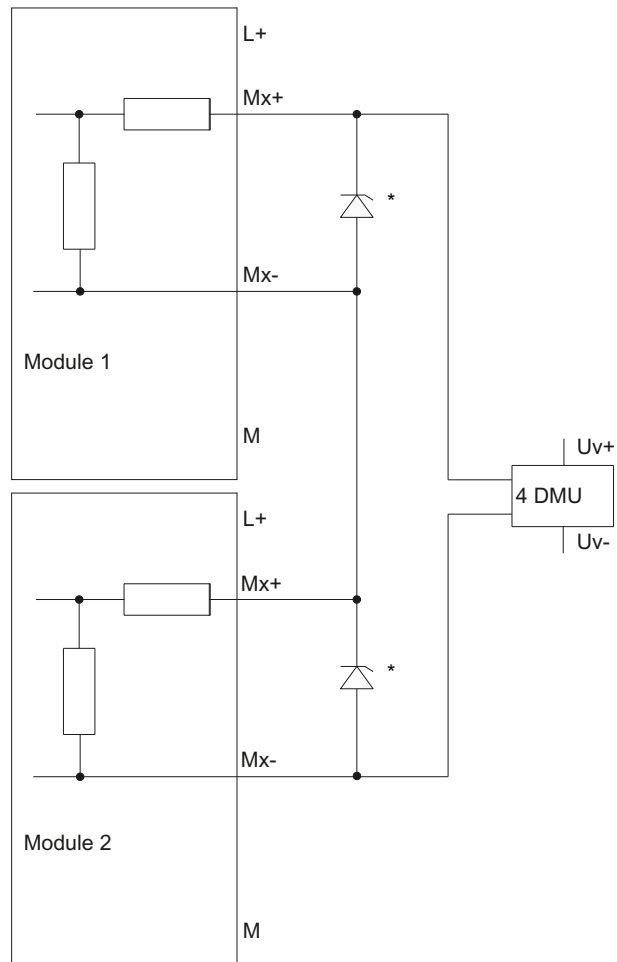 L+
Mx+
*
Mx-
Module 1
M
Uv+
4 DMU
L+
Uv-
Mx+
*
Mx-
Module 2
M